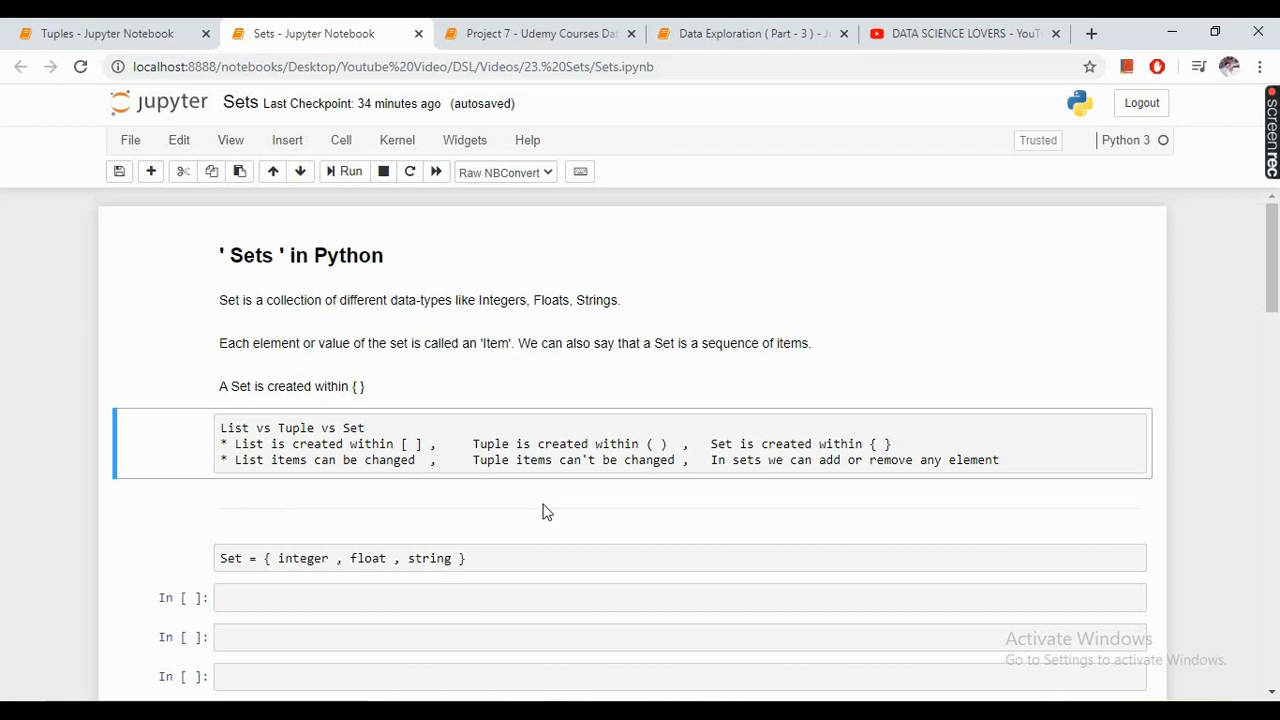 Tuples - Jupyter Notebook
Sets - Jupyter Notebook
Project 7 - Udemy Courses Dat
Data Exploration ( Part - 3 ) - Ju
DATA SCIENCE LOVERS - YouT
localhost:8888/notebooks/Desktop/Youtube%20Video/DSL/Videos/23.%20Sets/Sets.ipynb
jupyter Sets Last Checkpoint: 34 minutes ago (autosaved)
Logout
File Edit View Insert Cell Kernel Widgets Help
Trusted
Python 3
Run
Raw NBConvert
screenrec
' Sets ' in Python
Set is a collection of different data-types like Integers, Floats, Strings.
Each element or value of the set is called an 'Item'. We can also say that a Set is a sequence of items.
A Set is created within { }
List vs Tuple vs Set
* List is created within [ ] , Tuple is created within ( ) , Set is created within { }
* List items can be changed , Tuple items can't be changed , In sets we can add or remove any element
Set = { integer , float , string }
In [ ]:
In [ ]:
In [ ]:
Activate Windows
Go to Settings to activate Windows.